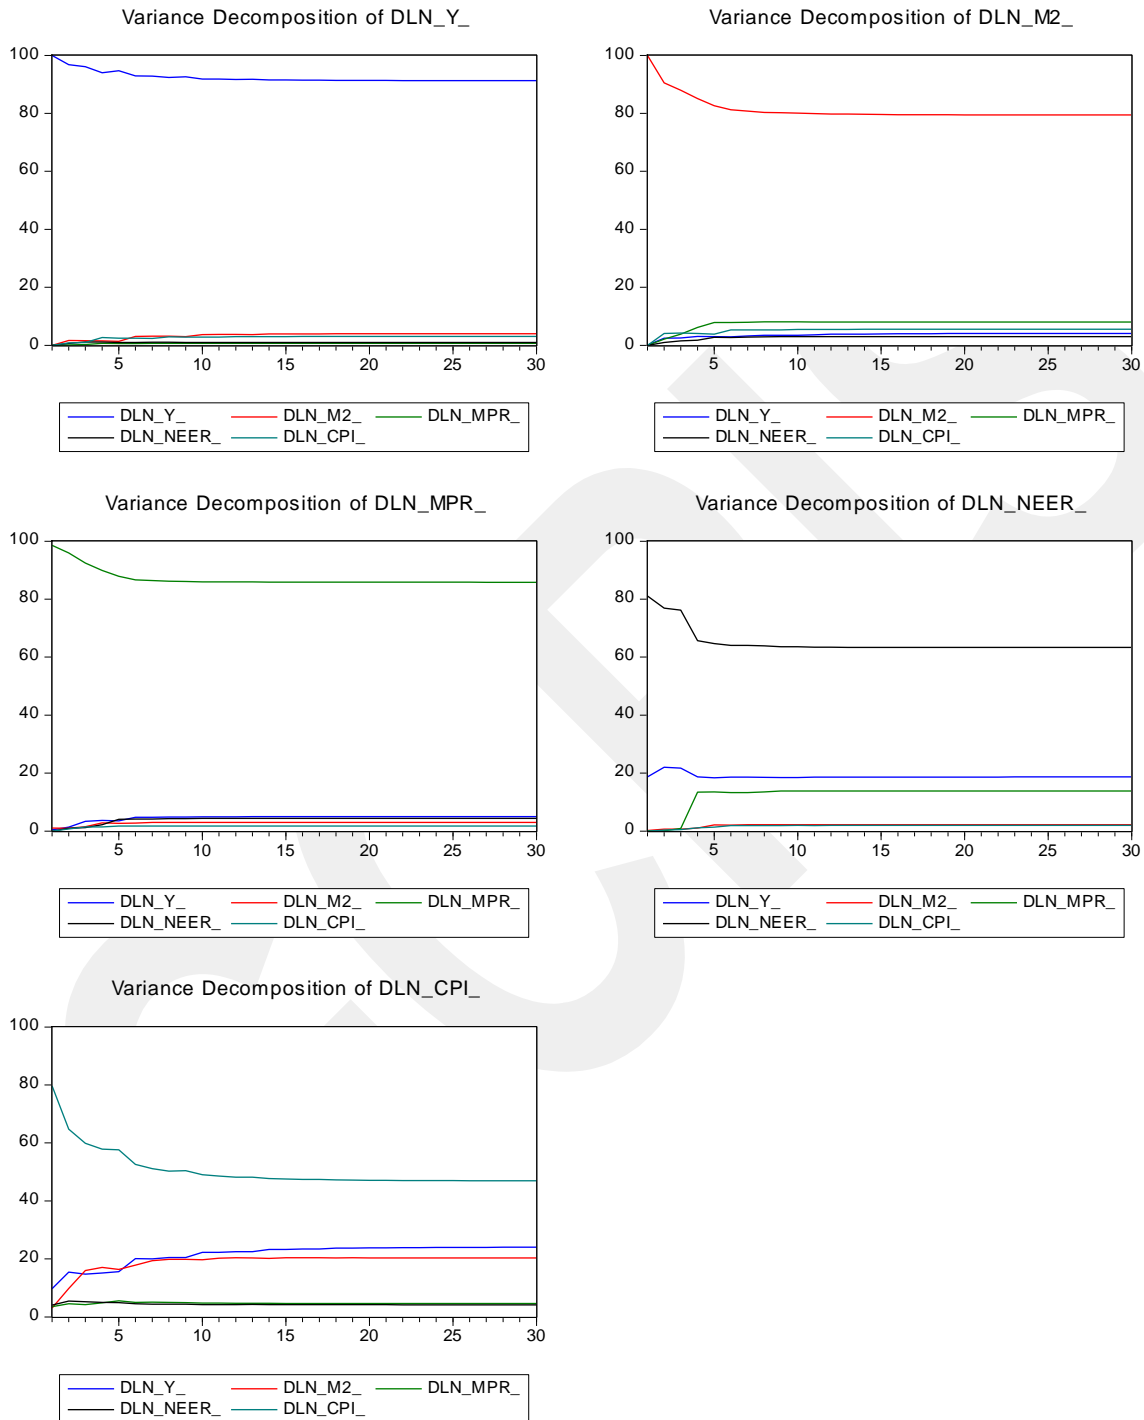 Variance Decomposition of DLN_Y_
100
80
60
40
20
0
5 10 15 20 25 30
DLN_Y_ DLN_M2_ DLN_MPR_
DLN_NEER_ DLN_CPI_
Variance Decomposition of DLN_M2_
100
80
60
40
20
0
5 10 15 20 25 30
DLN_Y_ DLN_M2_ DLN_MPR_
DLN_NEER_ DLN_CPI_
Variance Decomposition of DLN_MPR_
100
80
60
40
20
0
5 10 15 20 25 30
DLN_Y_ DLN_M2_ DLN_MPR_
DLN_NEER_ DLN_CPI_
Variance Decomposition of DLN_NEER_
100
80
60
40
20
0
5 10 15 20 25 30
DLN_Y_ DLN_M2_ DLN_MPR_
DLN_NEER_ DLN_CPI_
Variance Decomposition of DLN_CPI_
100
80
60
40
20
0
5 10 15 20 25 30
DLN_Y_ DLN_M2_ DLN_MPR_
DLN_NEER_ DLN_CPI_